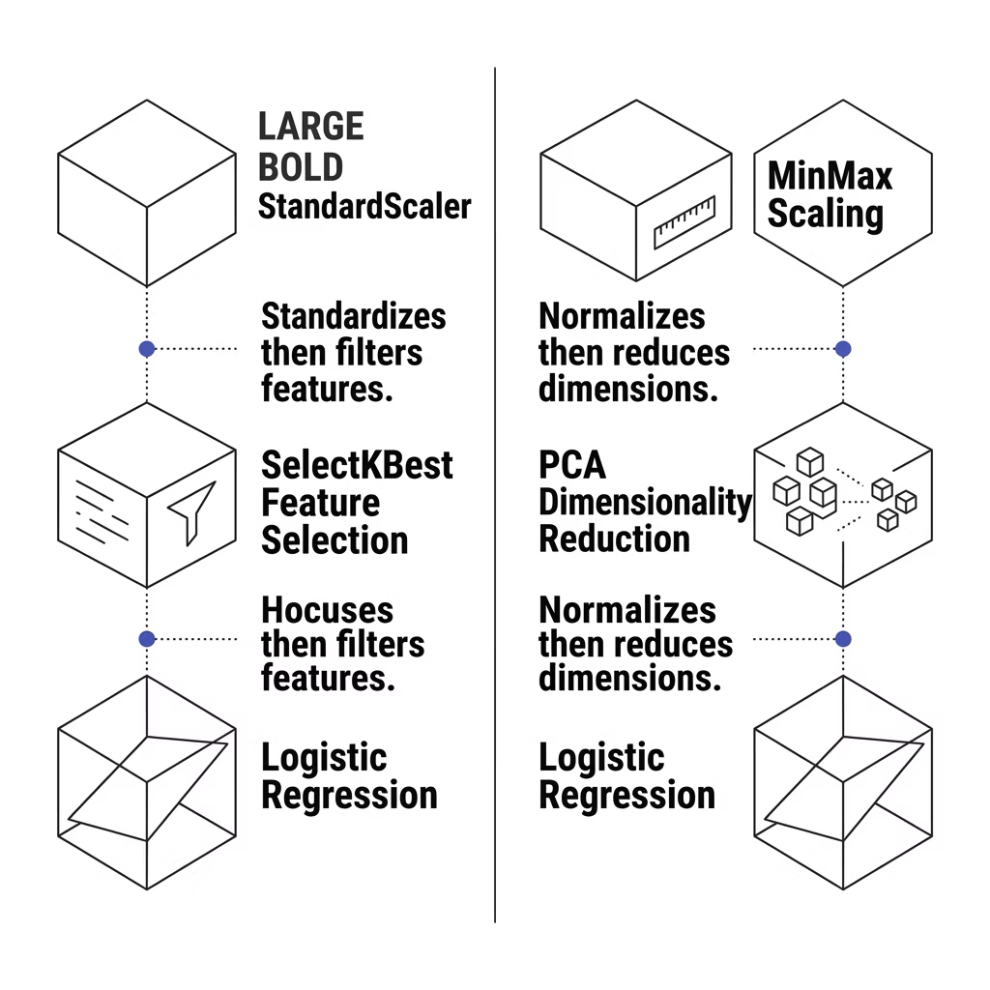 LARGE
BOLD
StandardScaler
Standardizes
then filters
features.
SelectKBest
Feature
Selection
Hocuses
then filters
features.
Logistic
Regression
MinMax
Scaling
Normalizes
then reduces
dimensions.
PCA
Dimensionality
Reduction
Normalizes
then reduces
dimensions.
Logistic
Regression